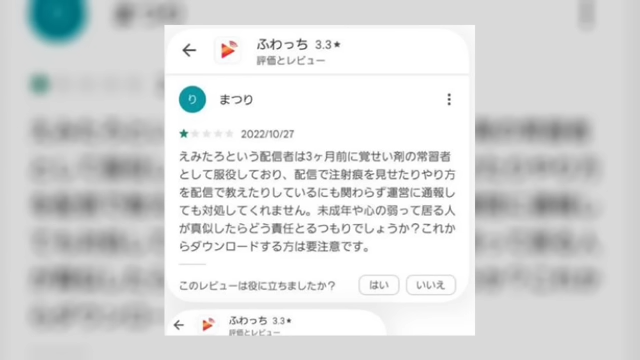 ふわっち 3.3★
評価とレビュー
り まつり
★★★★★ 2022/10/27
えみたろという配信者は3ヶ月前に覚せい剤の常習者
として服役しており、配信で注射痕を見せたりやり方
を配信で教えたりしているにも関わらず運営に通報し
ても対処してくれません。未成年や心の弱って居る人
が真似したらどう責任とるつもりでしょうか?これか
らダウンロードする方は要注意です。
このレビューは役に立ちましたか? はい いいえ
ふわっち 3.3★
評価とレビュー